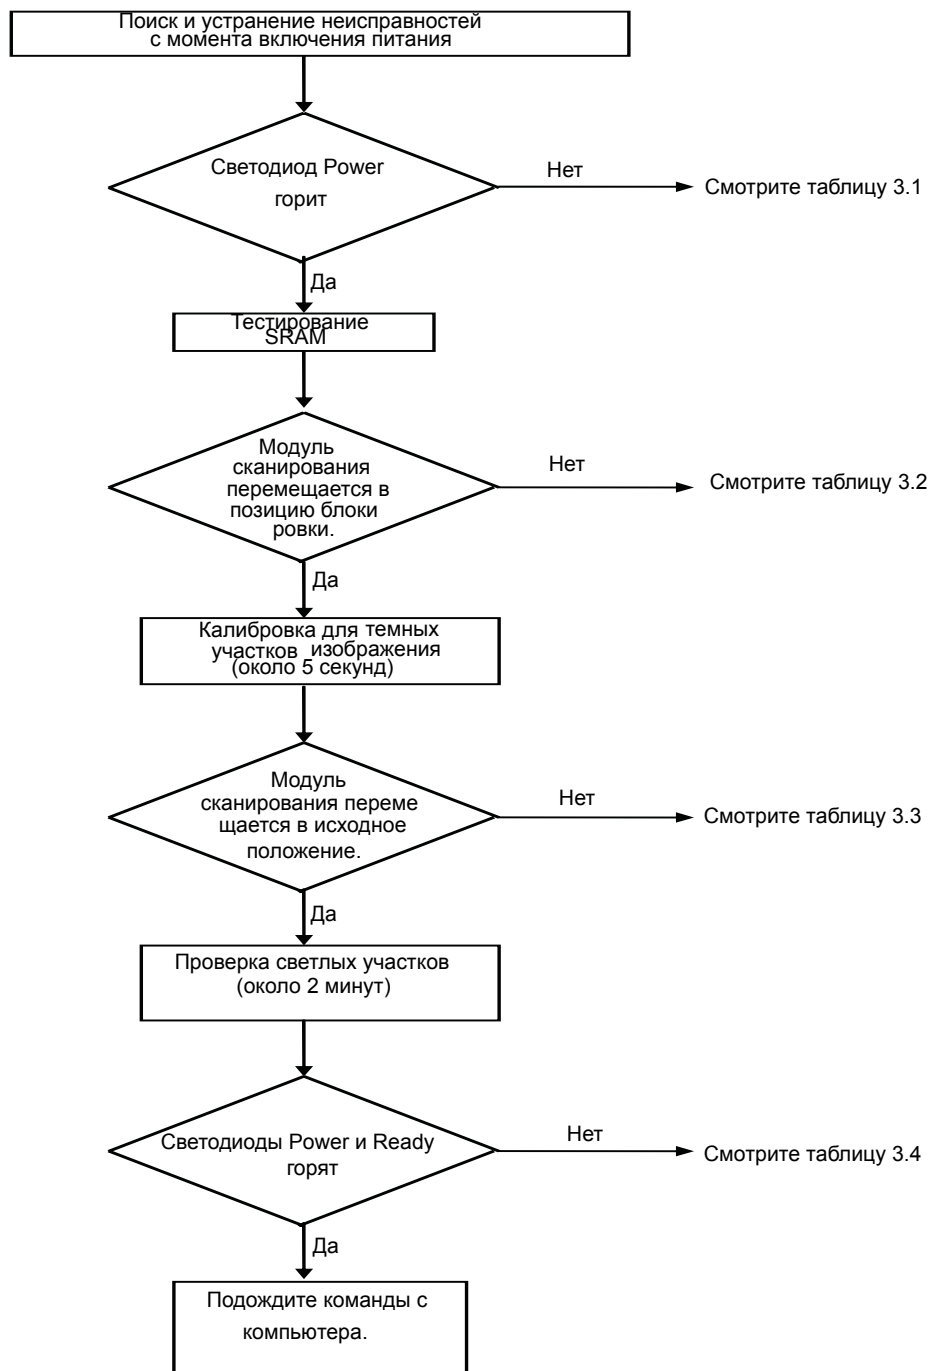 Поиск и устранение неисправностей
с момента включения питания
Светодиод Power
горит
Нет
Смотрите таблицу 3.1
Да
Тестирование
SRAM
Модуль
сканирования
перемещается в
позицию блоки
ровки.
Нет
Смотрите таблицу 3.2
Да
Калибровка для темных
участков изображения
(около 5 секунд)
Модуль
сканирования переме
щается в исходное
положение.
Нет
Смотрите таблицу 3.3
Да
Проверка светлых участков
(около 2 минут)
Светодиоды Power и Ready
горят
Нет
Смотрите таблицу 3.4
Да
Подождите команды с
компьютера.